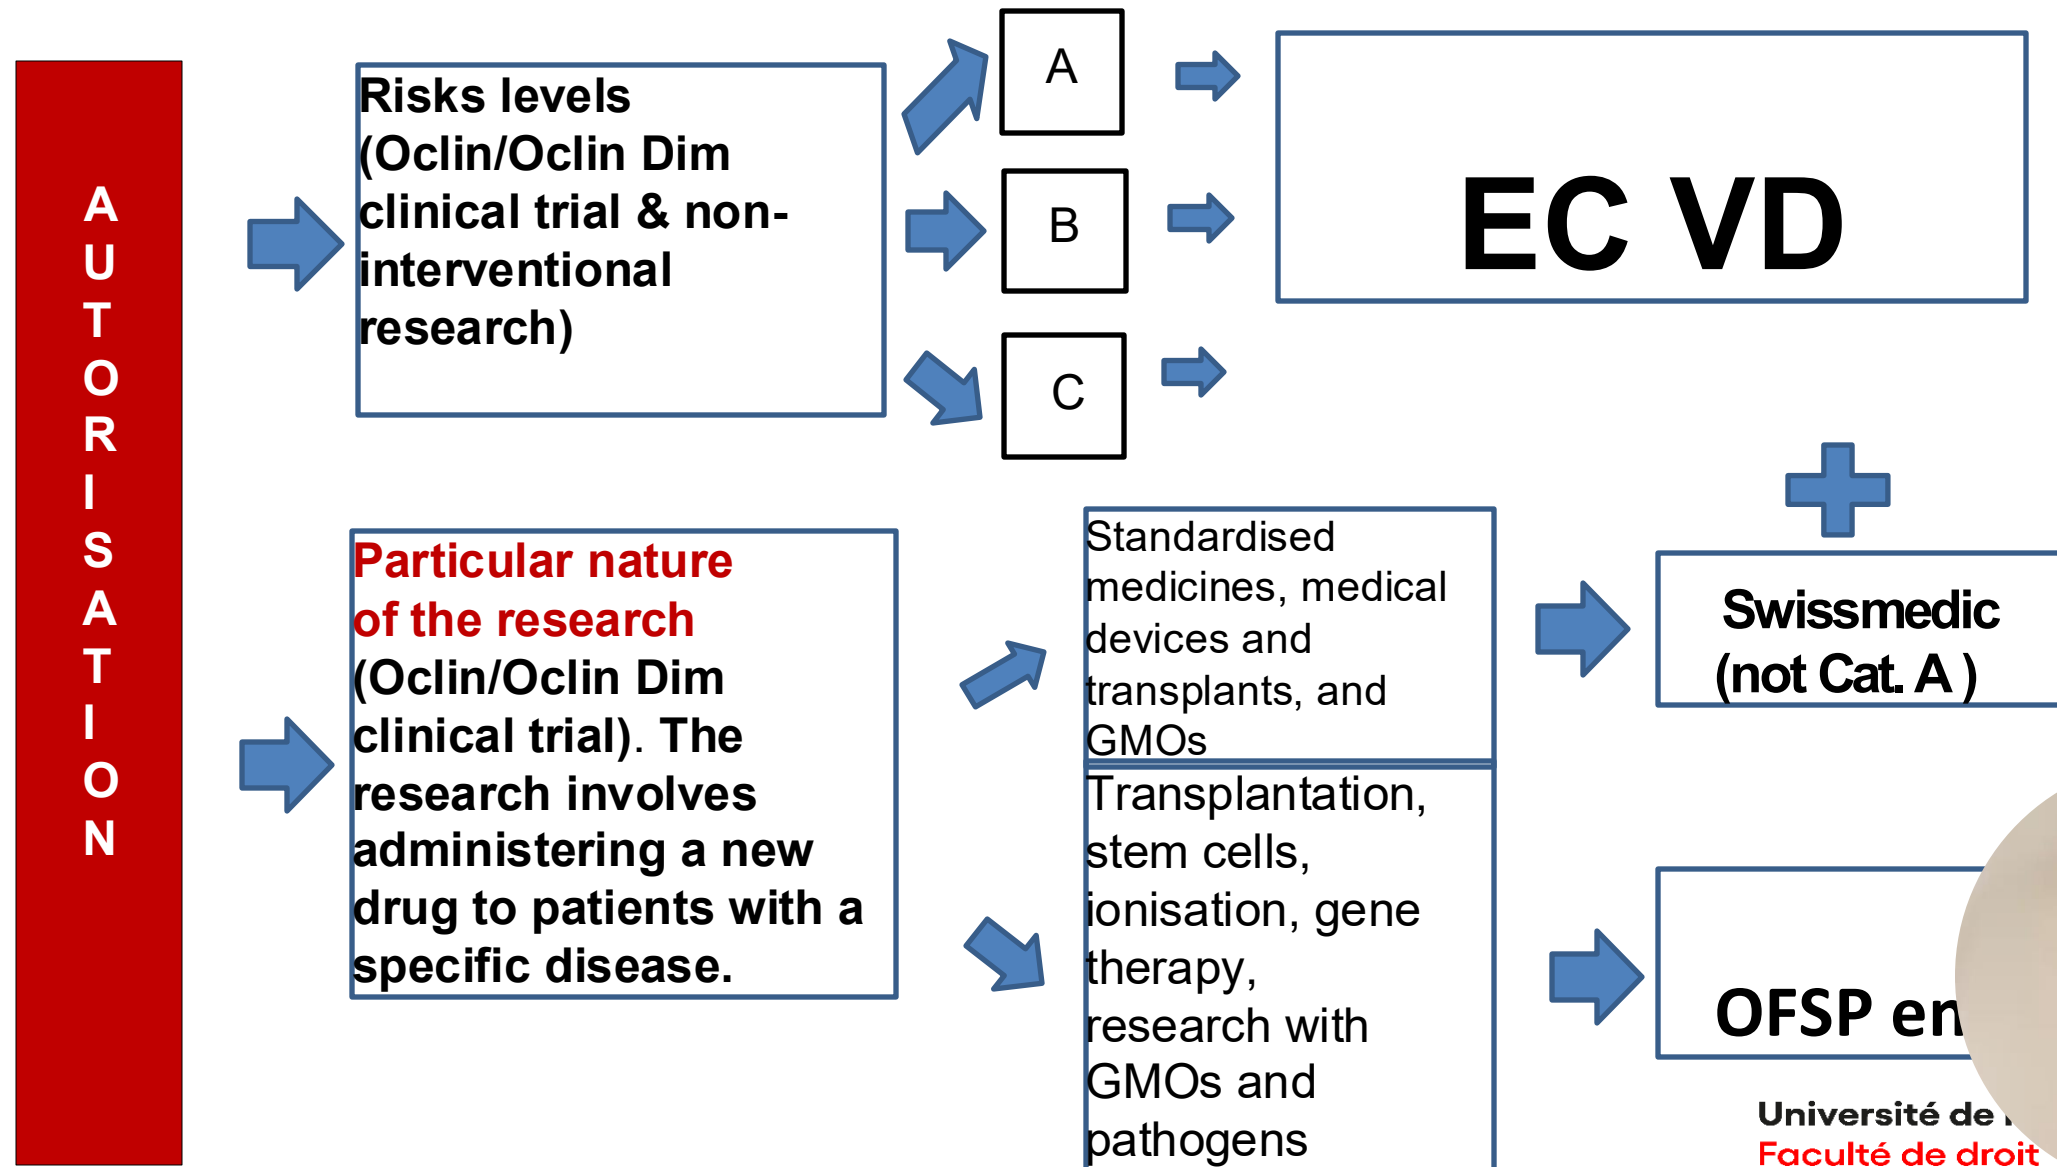 AUTORISATION
Risks levels
(Oclin/Oclin Dim
clinical trial & non-
interventional
research)
A
B
C
EC VD
Particular nature
of the research
(Oclin/Oclin Dim
clinical trial). The
research involves
administering a new
drug to patients with a
specific disease.
Standardised
medicines, medical
devices and
transplants, and
GMOs
Transplantation,
stem cells,
ionisation, gene
therapy,
research with
GMOs and
pathogens
Swissmedic
(not Cat. A )
OFSP en
Université de
Faculté de droit